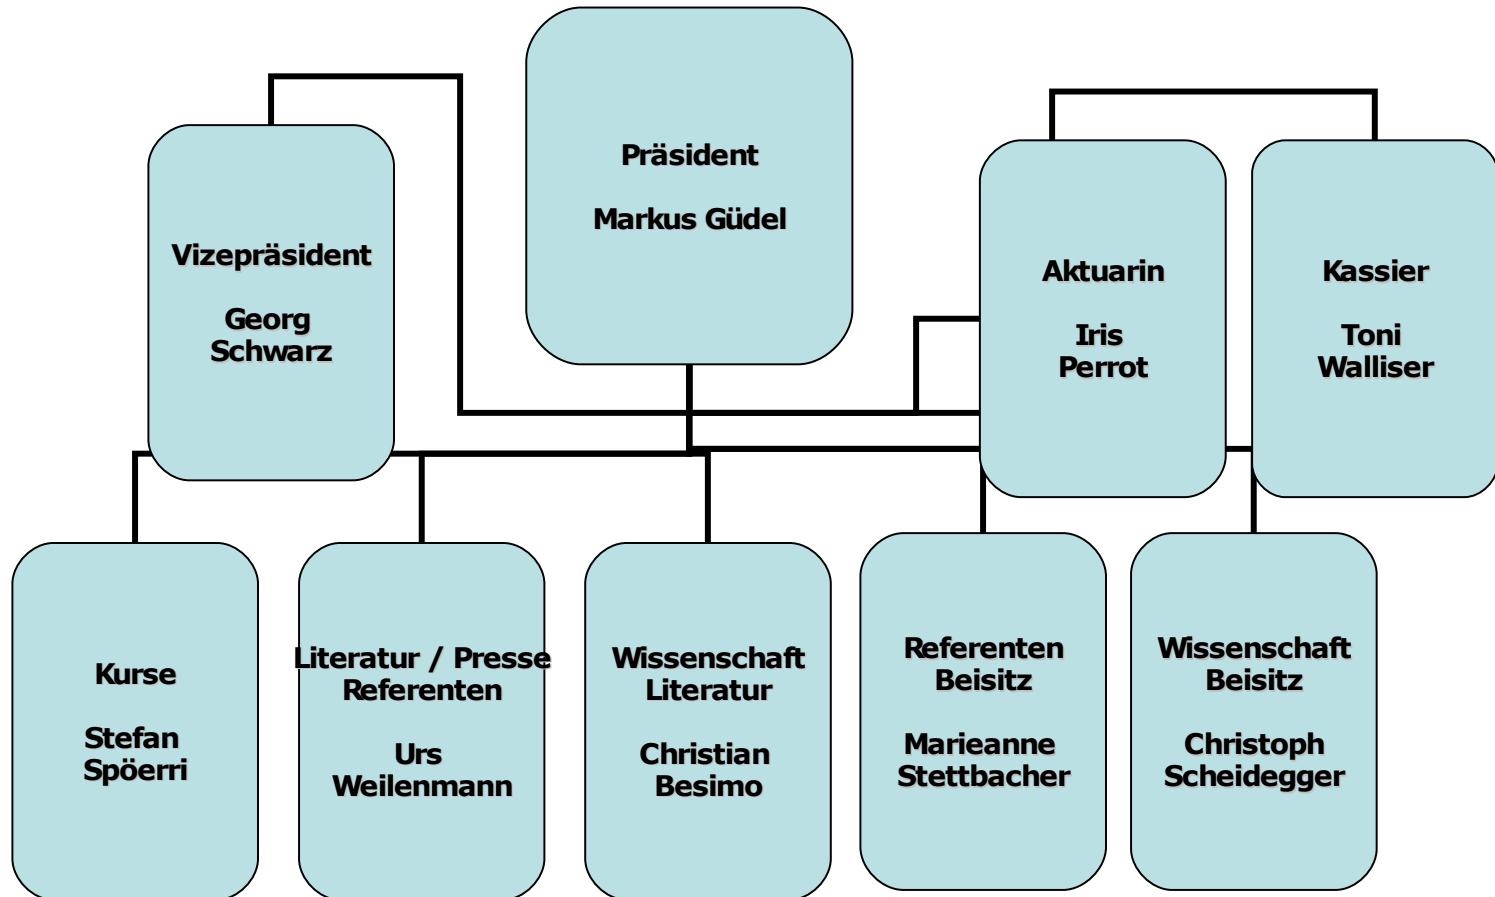 Präsident
Markus Güdel
Vizepräsident
Georg
Schwarz
Aktuarin
Iris
Perrot
Kassier
Toni
Walliser
Kurse
Stefan
Spöerri
Literatur / Presse
Referenten
Urs
Weilenmann
Wissenschaft
Literatur
Christian
Besimo
Referenten
Beisitz
Marieanne
Stettbacher
Wissenschaft
Beisitz
Christoph
Scheidegger